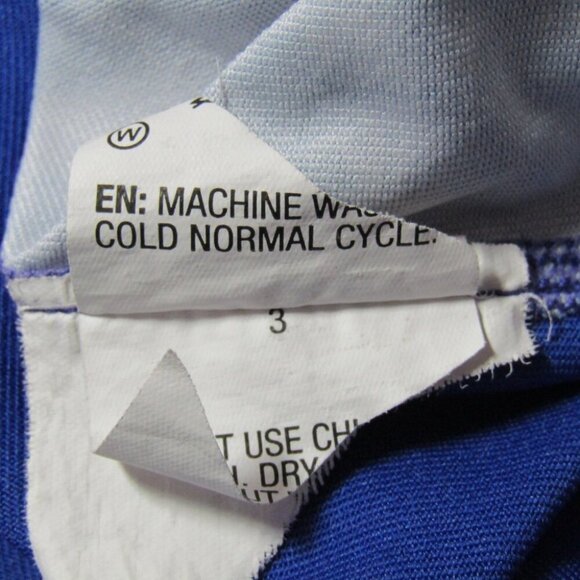 W
EN: MACHINE WAS
COLD NORMAL CYCLE.
3
T USE CH
. DRY